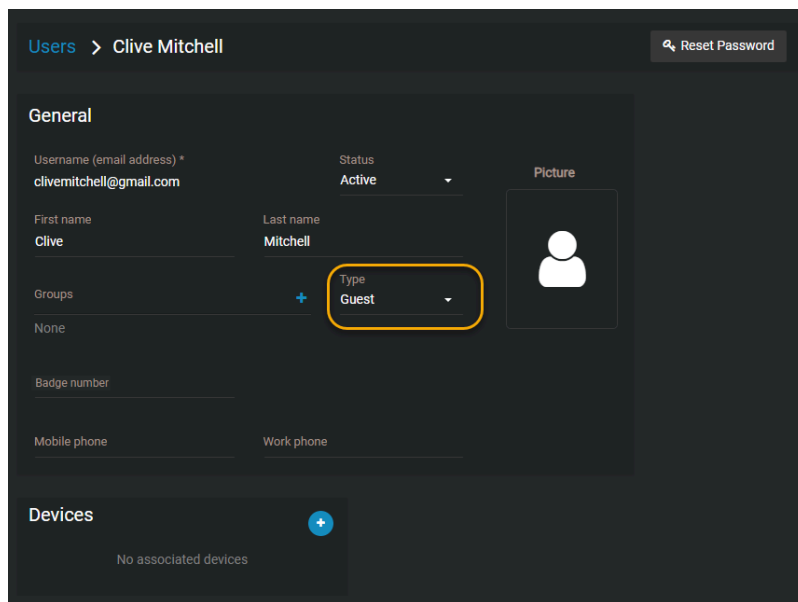 Users > Clive Mitchell
Reset Password
General
Username (email address) *
clivemitchell@gmail.com
Status
Active
Picture
First name
Clive
Last name
Mitchell
Groups
+
None
Type
Guest
Badge number
Mobile phone
Work phone
Devices
+
No associated devices